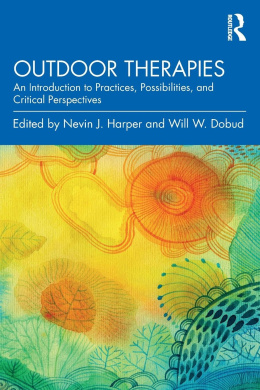 ROUTLEDGE
OUTDOOR THERAPIES
An Introduction to Practices, Possibilities, and
Critical Perspectives
Edited by Nevin J. Harper and Will W. Dobud